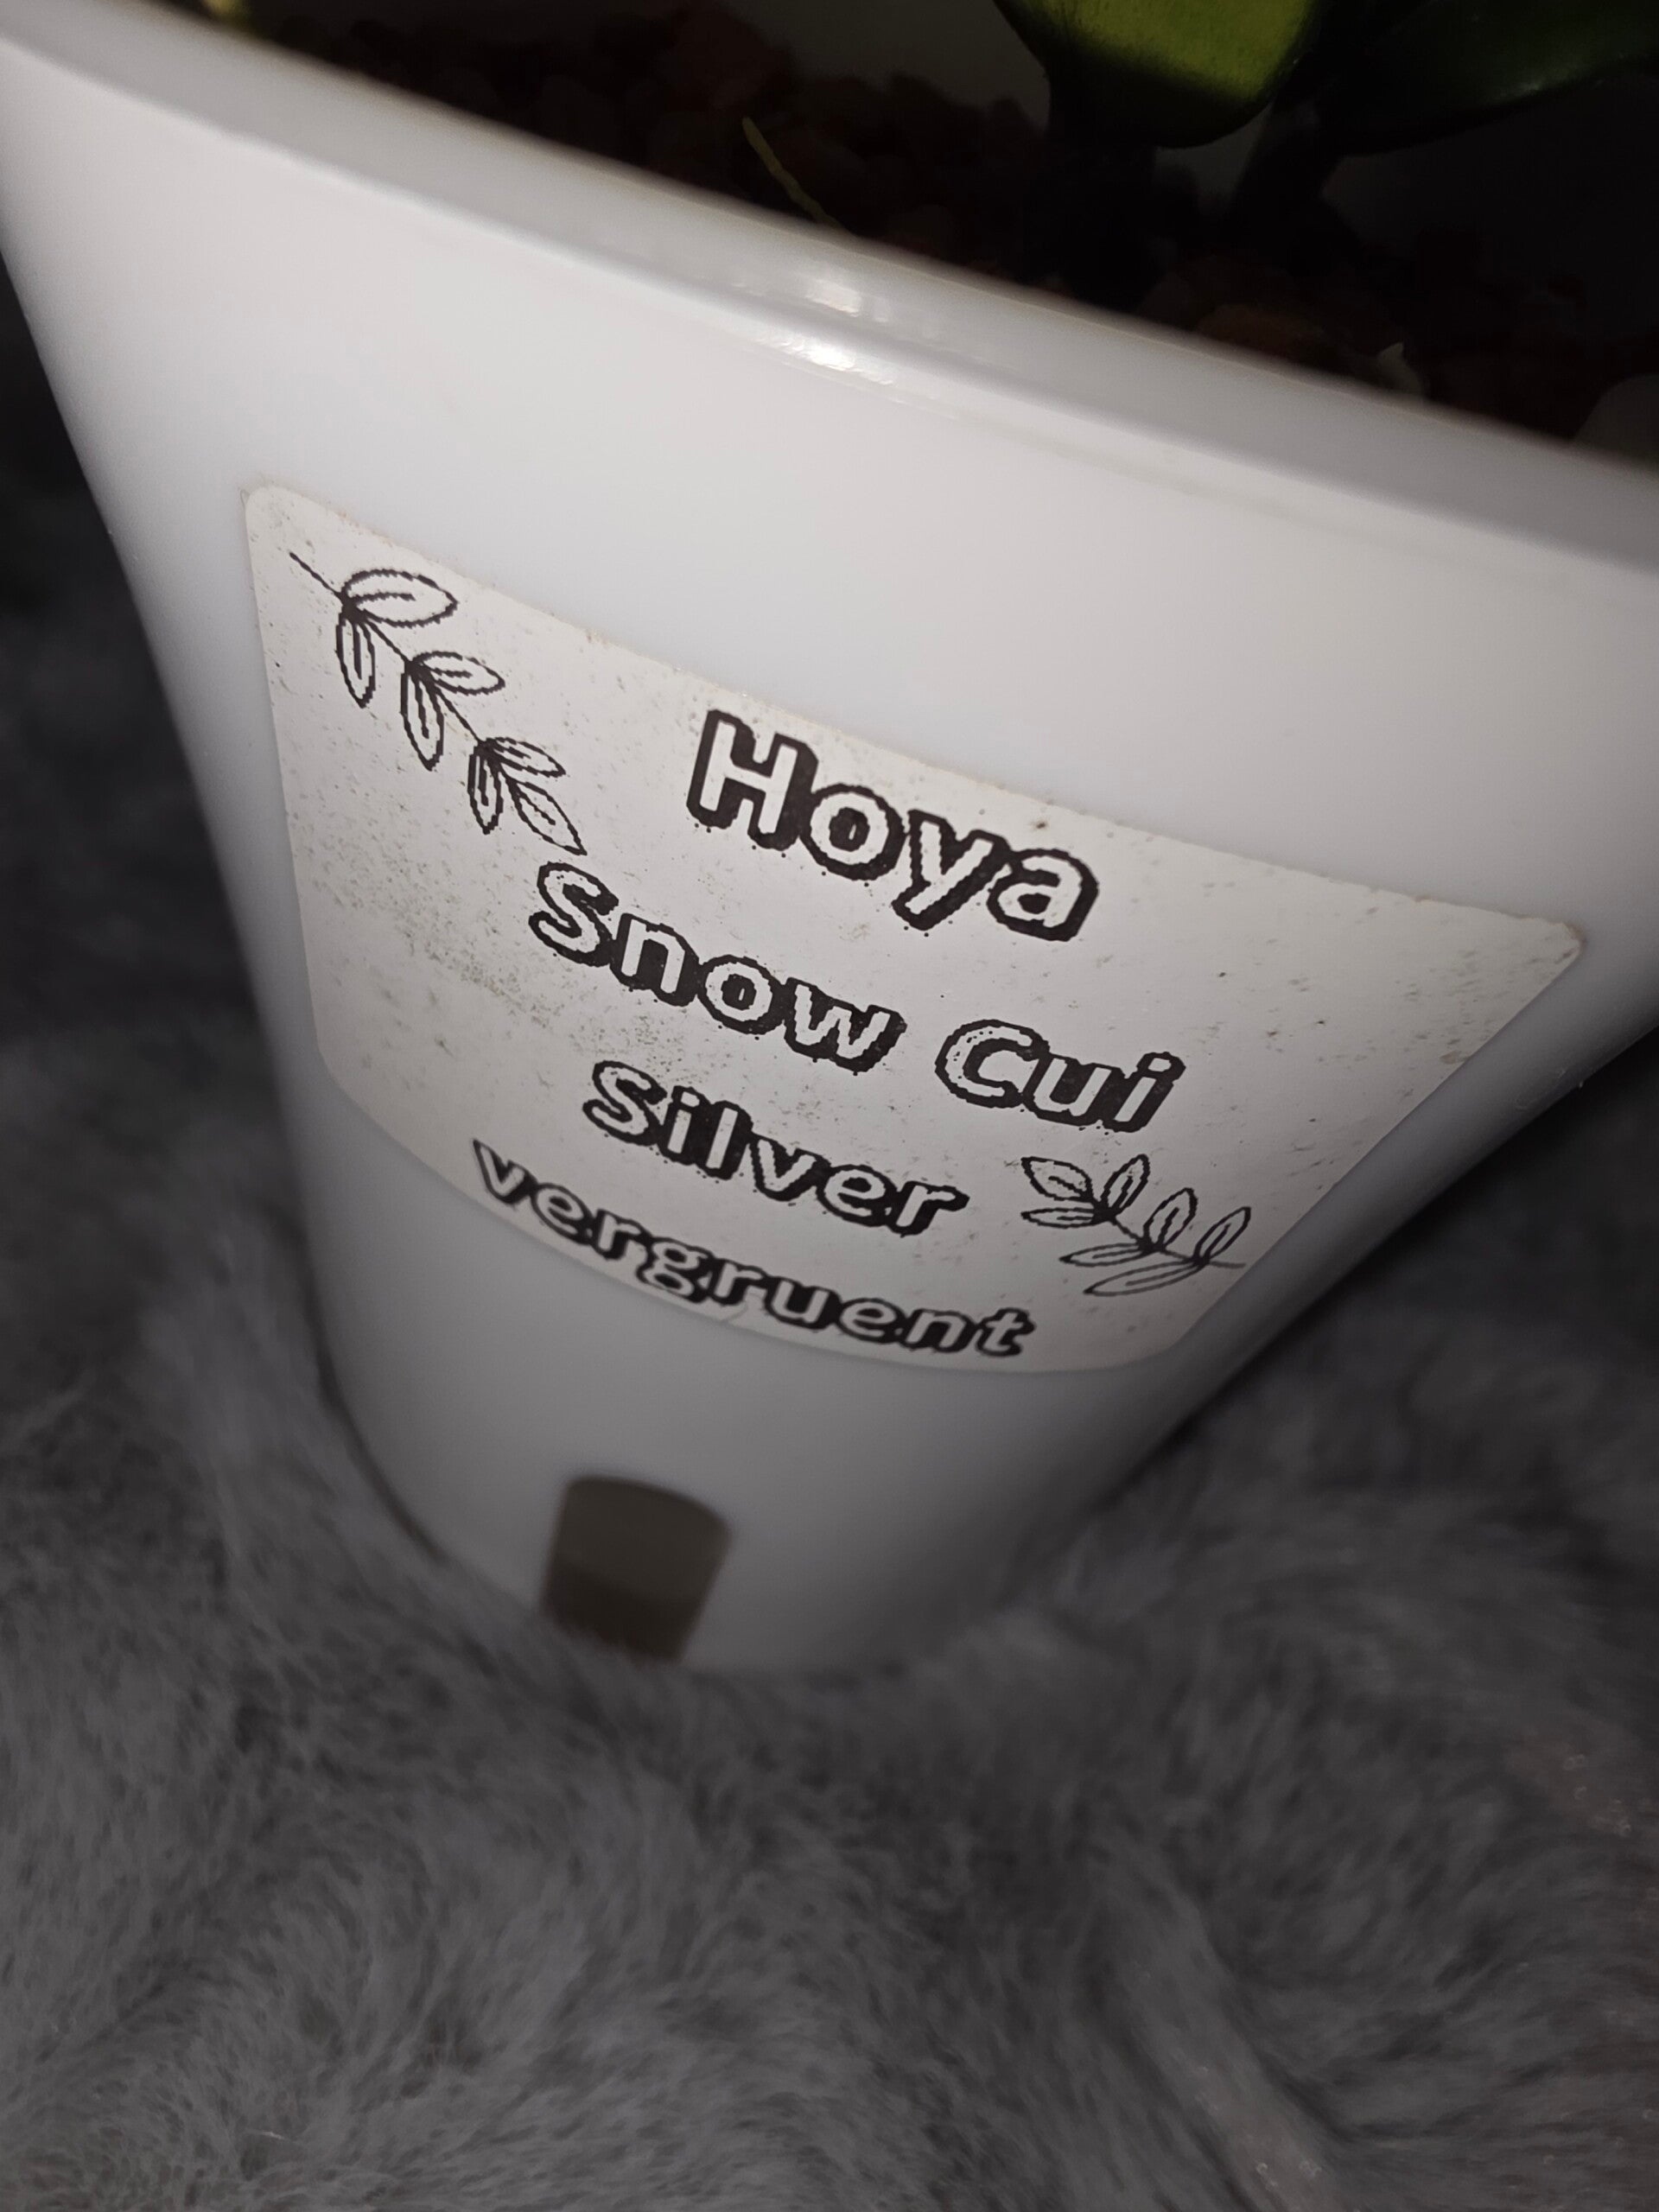 Hoya
Snow Cui
Silver
vergruent